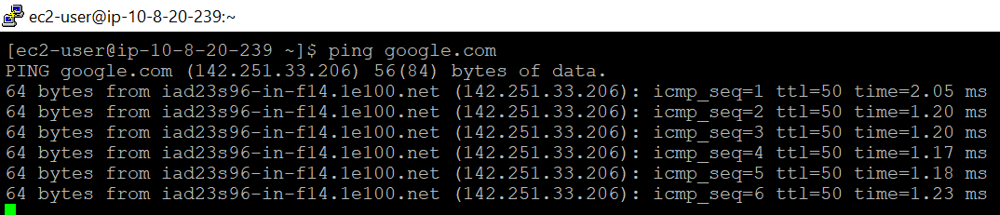 ec2-user@ip-10-8-20-239:~
[ec2-user@ip-10-8-20-239 ~]$ ping google.com
PING google.com (142.251.33.206) 56(84) bytes of data.
64 bytes from iad23s96-in-f14.1e100.net (142.251.33.206): icmp_seq=1 ttl=50 time=2.05 ms
64 bytes from iad23s96-in-f14.1e100.net (142.251.33.206): icmp_seq=2 ttl=50 time=1.20 ms
64 bytes from iad23s96-in-f14.1e100.net (142.251.33.206): icmp_seq=3 ttl=50 time=1.20 ms
64 bytes from iad23s96-in-f14.1e100.net (142.251.33.206): icmp_seq=4 ttl=50 time=1.17 ms
64 bytes from iad23s96-in-f14.1e100.net (142.251.33.206): icmp_seq=5 ttl=50 time=1.18 ms
64 bytes from iad23s96-in-f14.1e100.net (142.251.33.206): icmp_seq=6 ttl=50 time=1.23 ms